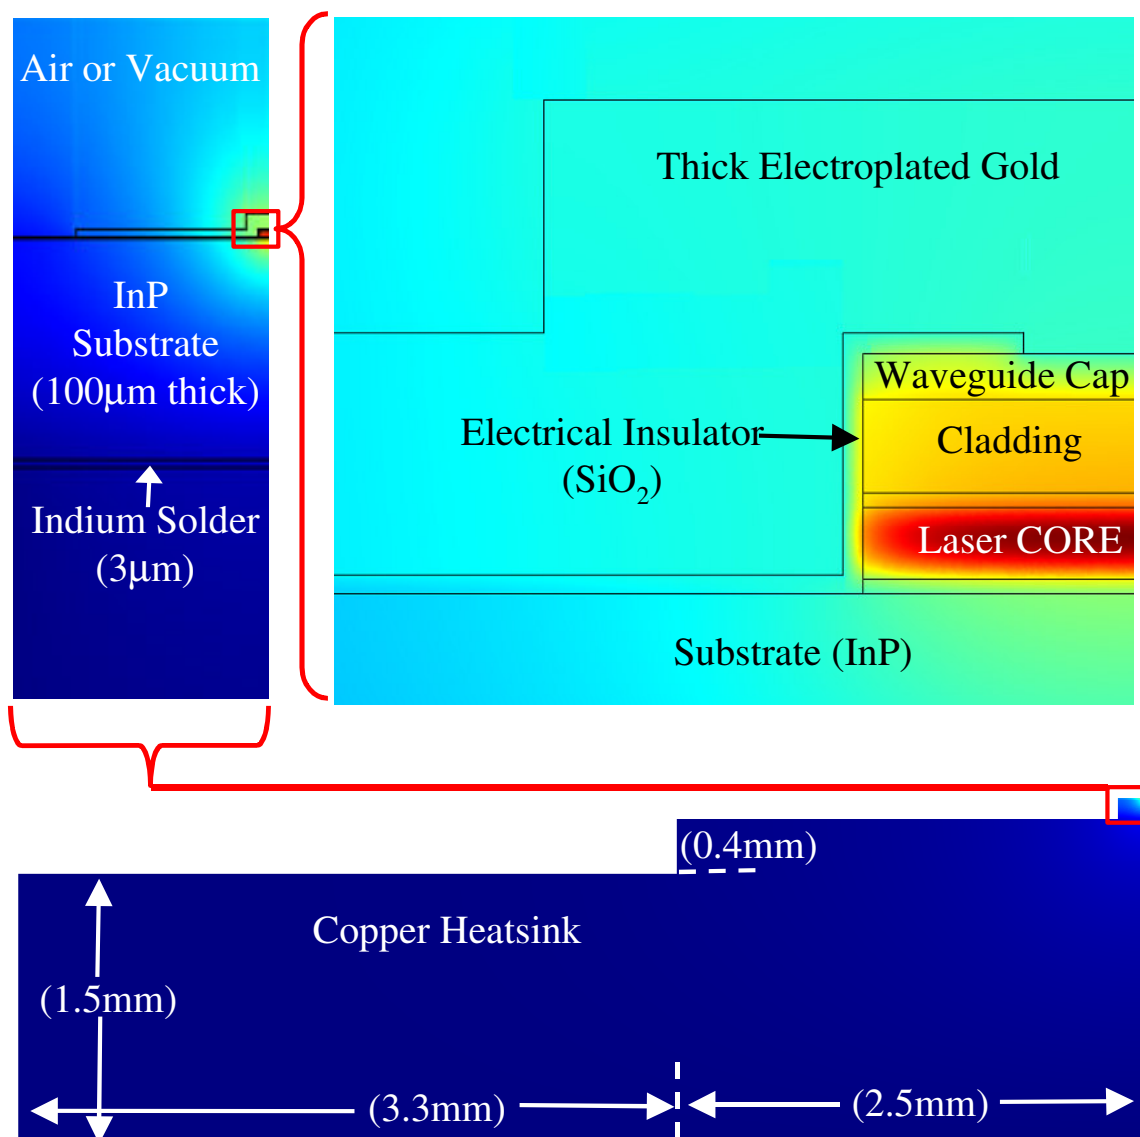 Air or Vacuum
InP
Substrate
(100μm thick)
Indium Solder
(3μm)
Thick Electroplated Gold
Waveguide Cap
Electrical Insulator
(SiO₂)
Cladding
Laser CORE
Substrate (InP)
(0.4mm)
Copper Heatsink
(1.5mm)
(3.3mm)
(2.5mm)